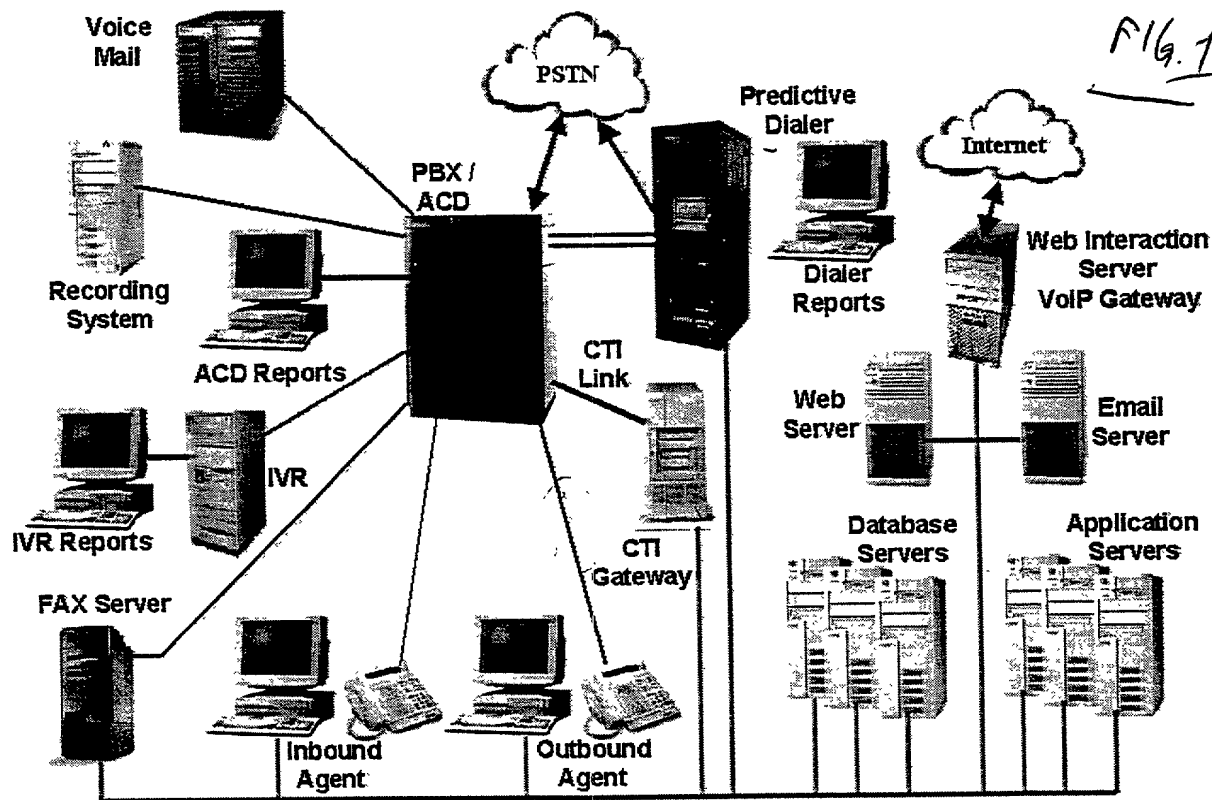 Voice
Mail
PSTN
FIG. 1
Predictive
Dialer
Internet
PBX /
ACD
Recording
System
Dialer
Reports
Web Interaction
Server
VoIP Gateway
ACD Reports
CTI
Link
Web
Server
Email
Server
IVR
IVR Reports
CTI
Gateway
Database
Servers
Application
Servers
FAX Server
Inbound
Agent
Outbound
Agent